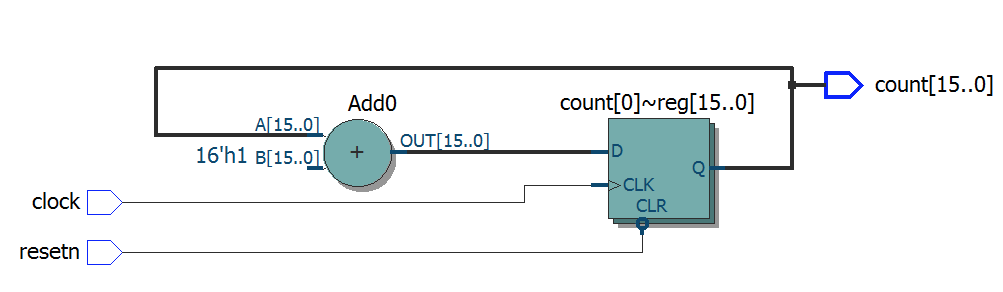 count[15..0]
Add0
count[0]~reg[15..0]
A[15..0]
+
OUT[15..0]
D
16'h1 B[15..0]
Q
CLK
clock
CLR
resetn